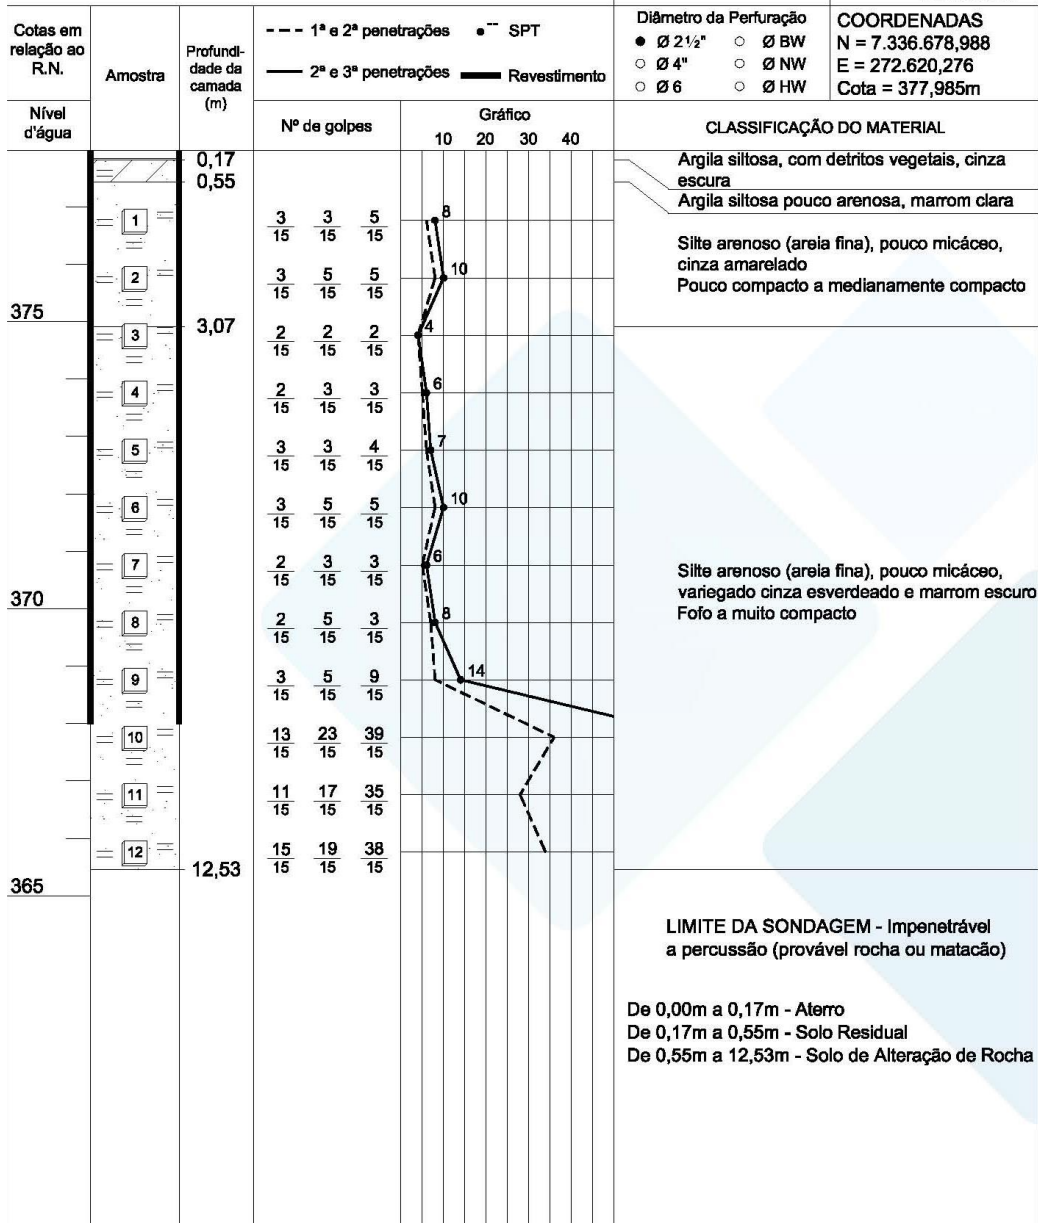 Cotas em
relação ao
R.N.
Amostra
Profundi-
dade da
camada
(m)
1ª e 2ª penetrações
SPT
2ª e 3ª penetrações
Revestimento
Diâmetro da Perfuração
Ø 2½" Ø BW
Ø 4" Ø NW
Ø 6 Ø HW
COORDENADAS
N = 7.336.678,988
E = 272.620,276
Cota = 377,985m
Nível
d'água
Nº de golpes
Gráfico
10 20 30 40
CLASSIFICAÇÃO DO MATERIAL
0,17
0,55
Argila siltosa, com detritos vegetais, cinza
escura
Argila siltosa pouco arenosa, marrom clara
1 3 3 5 8
15 15 15
Silte arenoso (areia fina), pouco micáceo,
cinza amarelado
Pouco compacto a medianamente compacto
2 3 5 5 10
15 15 15
375
3,07
3 2 2 2 4
15 15 15
4 2 3 3 6
15 15 15
5 3 3 4 7
15 15 15
6 3 5 5 10
15 15 15
7 2 3 3 6
15 15 15
Silte arenoso (areia fina), pouco micáceo,
variegado cinza esverdeado e marrom escuro
Fofo a muito compacto
370
8 2 5 3 8
15 15 15
9 3 5 9 14
15 15 15
10 13 23 39
15 15 15
11 11 17 35
15 15 15
12 15 19 38
15 15 15
12,53
365
LIMITE DA SONDAGEM - Impenetrável
a percussão (provável rocha ou matacão)
De 0,00m a 0,17m - Aterro
De 0,17m a 0,55m - Solo Residual
De 0,55m a 12,53m - Solo de Alteração de Rocha